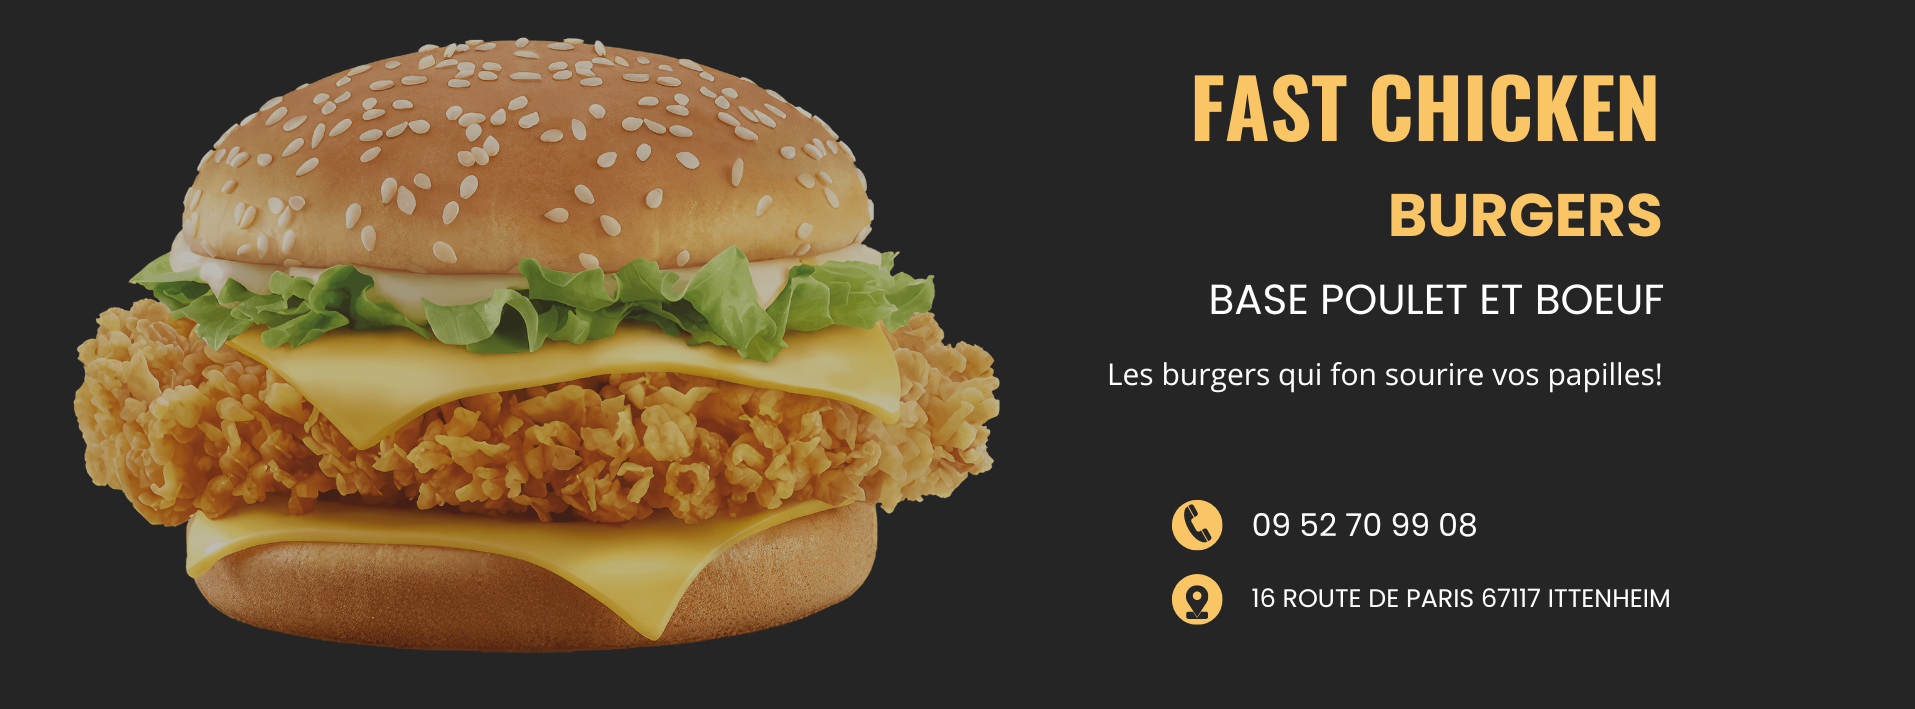 FAST CHICKEN
BURGERS
BASE POULET ET BOEUF
Les burgers qui fon sourire vos papilles!
09 52 70 99 08
16 ROUTE DE PARIS 67117 ITTENHEIM